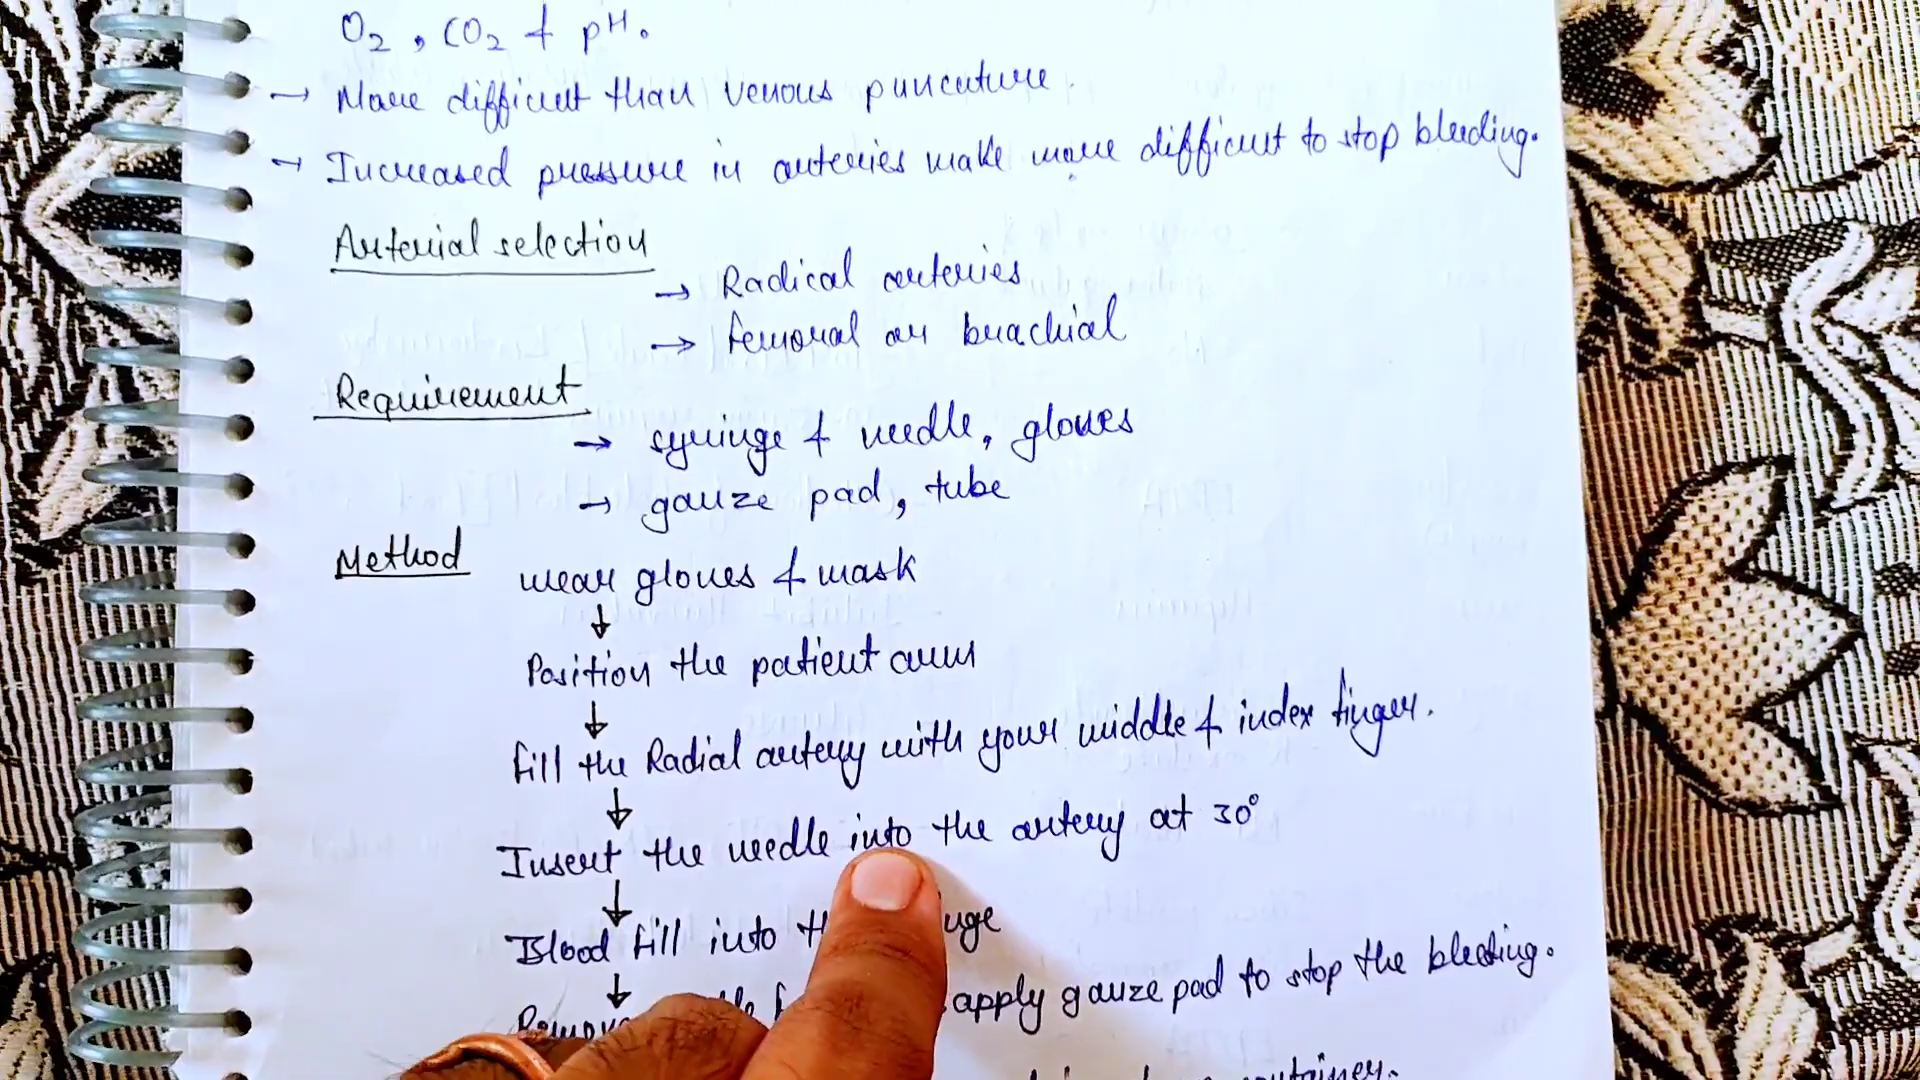 O2, CO2 & pH.
→ More difficult than venous puncuture.
→ Increased pressure in arteries make more difficult to stop bleeding.
Arterial selection
→ Radical arteries
→ femoral or brachial
Requirement
→ syringe & needle, gloves
→ gauze pad, tube
Method
wear gloves & mask
↓
Position the patient arm
↓
fill the Radial artery with your middle & index finger.
↓
Insert the needle into the artery at 30°
↓
Blood fill into
↓
apply gauze pad to stop the bleeding.
container.